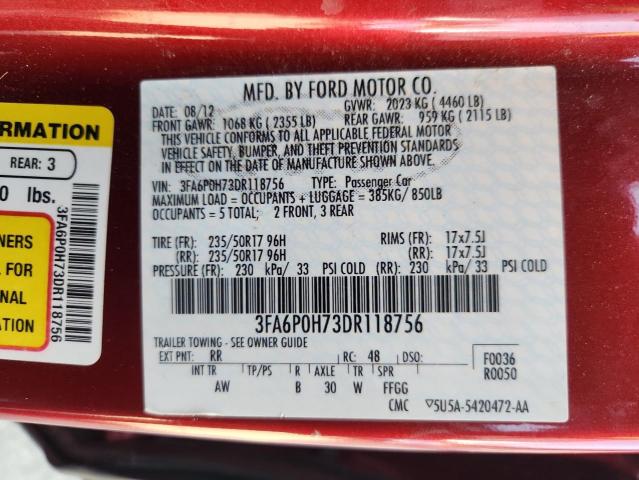 MFD. BY FORD MOTOR CO.
DATE: 08/12 GVWR: 2023 KG ( 4460 LB)
FRONT GAWR: 1068 KG ( 2355 LB) REAR GAWR: 959 KG ( 2115 LB)
THIS VEHICLE CONFORMS TO ALL APPLICABLE FEDERAL MOTOR
VEHICLE SAFETY, BUMPER, AND THEFT PREVENTION STANDARDS
IN EFFECT ON THE DATE OF MANUFACTURE SHOWN ABOVE.
VIN: 3FA6P0H73DR118756 TYPE: Passenger Car
MAXIMUM LOAD = OCCUPANTS + LUGGAGE = 385KG/ 850LB
OCCUPANTS = 5 TOTAL; 2 FRONT, 3 REAR
TIRE (FR): 235/50R17 96H RIMS (FR): 17x7.5J
(RR): 235/50R17 96H (RR): 17x7.5J
PRESSURE (FR): 230 kPa/ 33 PSI COLD (RR): 230 kPa/ 33 PSI COLD
3FA6P0H73DR118756
TRAILER TOWING - SEE OWNER GUIDE
EXT PNT: RR RC: 48 DSO: F0036
R0050
INT TR TP/PS R AXLE TR SPR
AW B 30 W FFGG
CMC ▽5U5A-5420472-AA
ORMATION
REAR: 3
0 lbs.
NERS
L FOR
NAL
N
3FA6P0H73DR118756